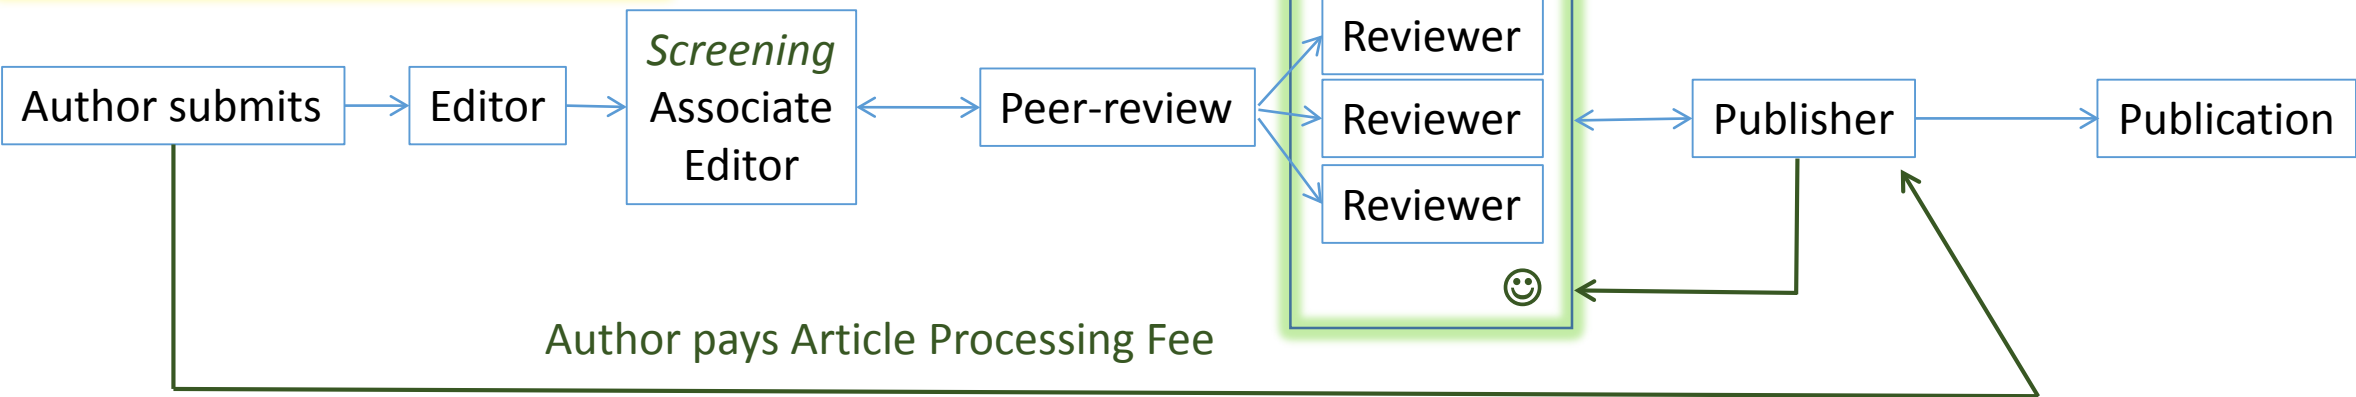 Author submits
Editor
Screening
Associate
Editor
Peer-review
Reviewer
Reviewer
Reviewer
Publisher
Publication
Author pays Article Processing Fee